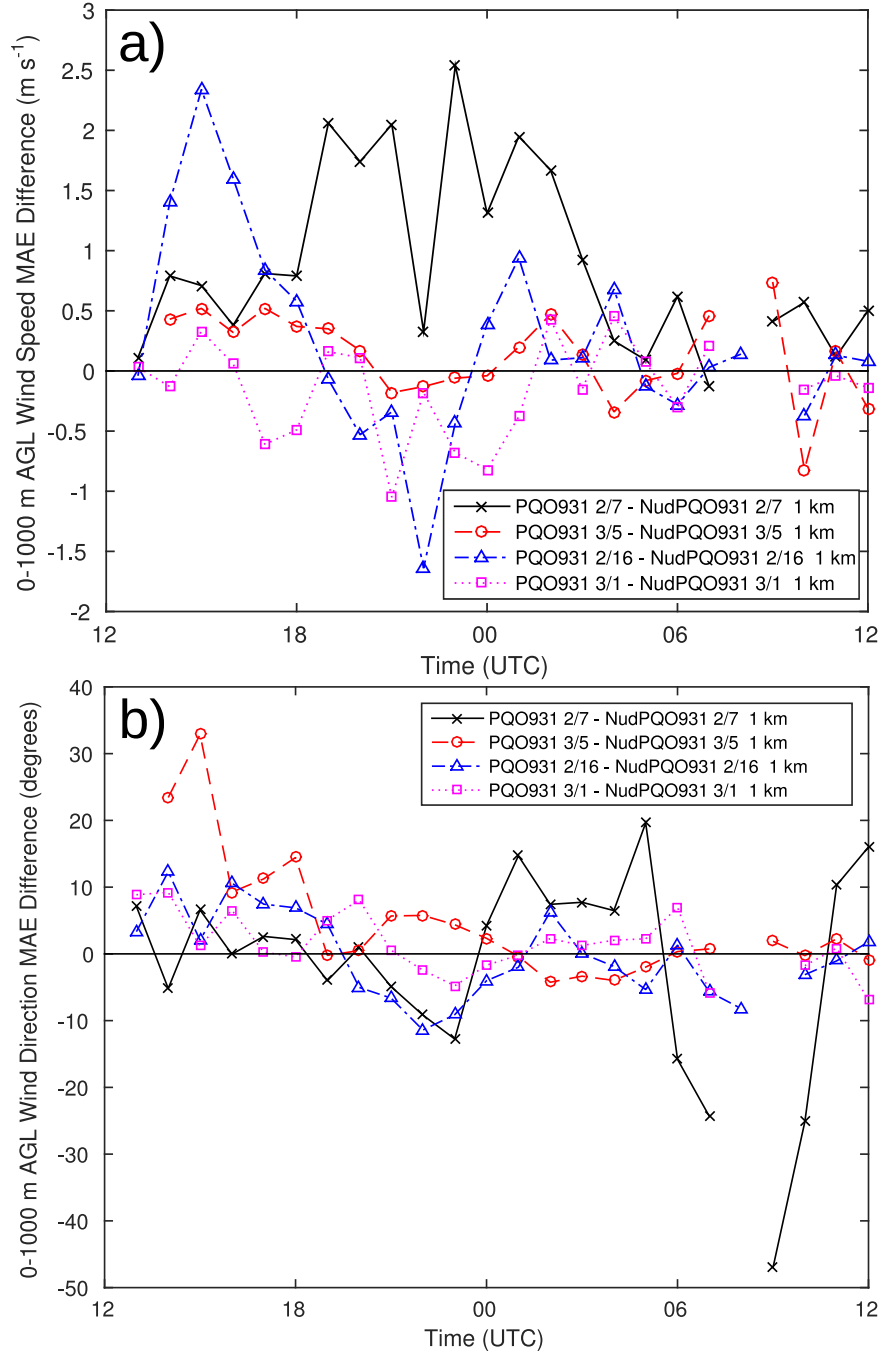 a)
0-1000 m AGL Wind Speed MAE Difference (m s⁻¹)
3
2.5
2
1.5
1
0.5
0
-0.5
-1
-1.5
-2
PQO931 2/7 - NudPQO931 2/7 1 km
PQO931 3/5 - NudPQO931 3/5 1 km
PQO931 2/16 - NudPQO931 2/16 1 km
PQO931 3/1 - NudPQO931 3/1 1 km
12 18 00 06 12
Time (UTC)
b)
0-1000 m AGL Wind Direction MAE Difference (degrees)
40
30
20
10
0
-10
-20
-30
-40
-50
PQO931 2/7 - NudPQO931 2/7 1 km
PQO931 3/5 - NudPQO931 3/5 1 km
PQO931 2/16 - NudPQO931 2/16 1 km
PQO931 3/1 - NudPQO931 3/1 1 km
12 18 00 06 12
Time (UTC)